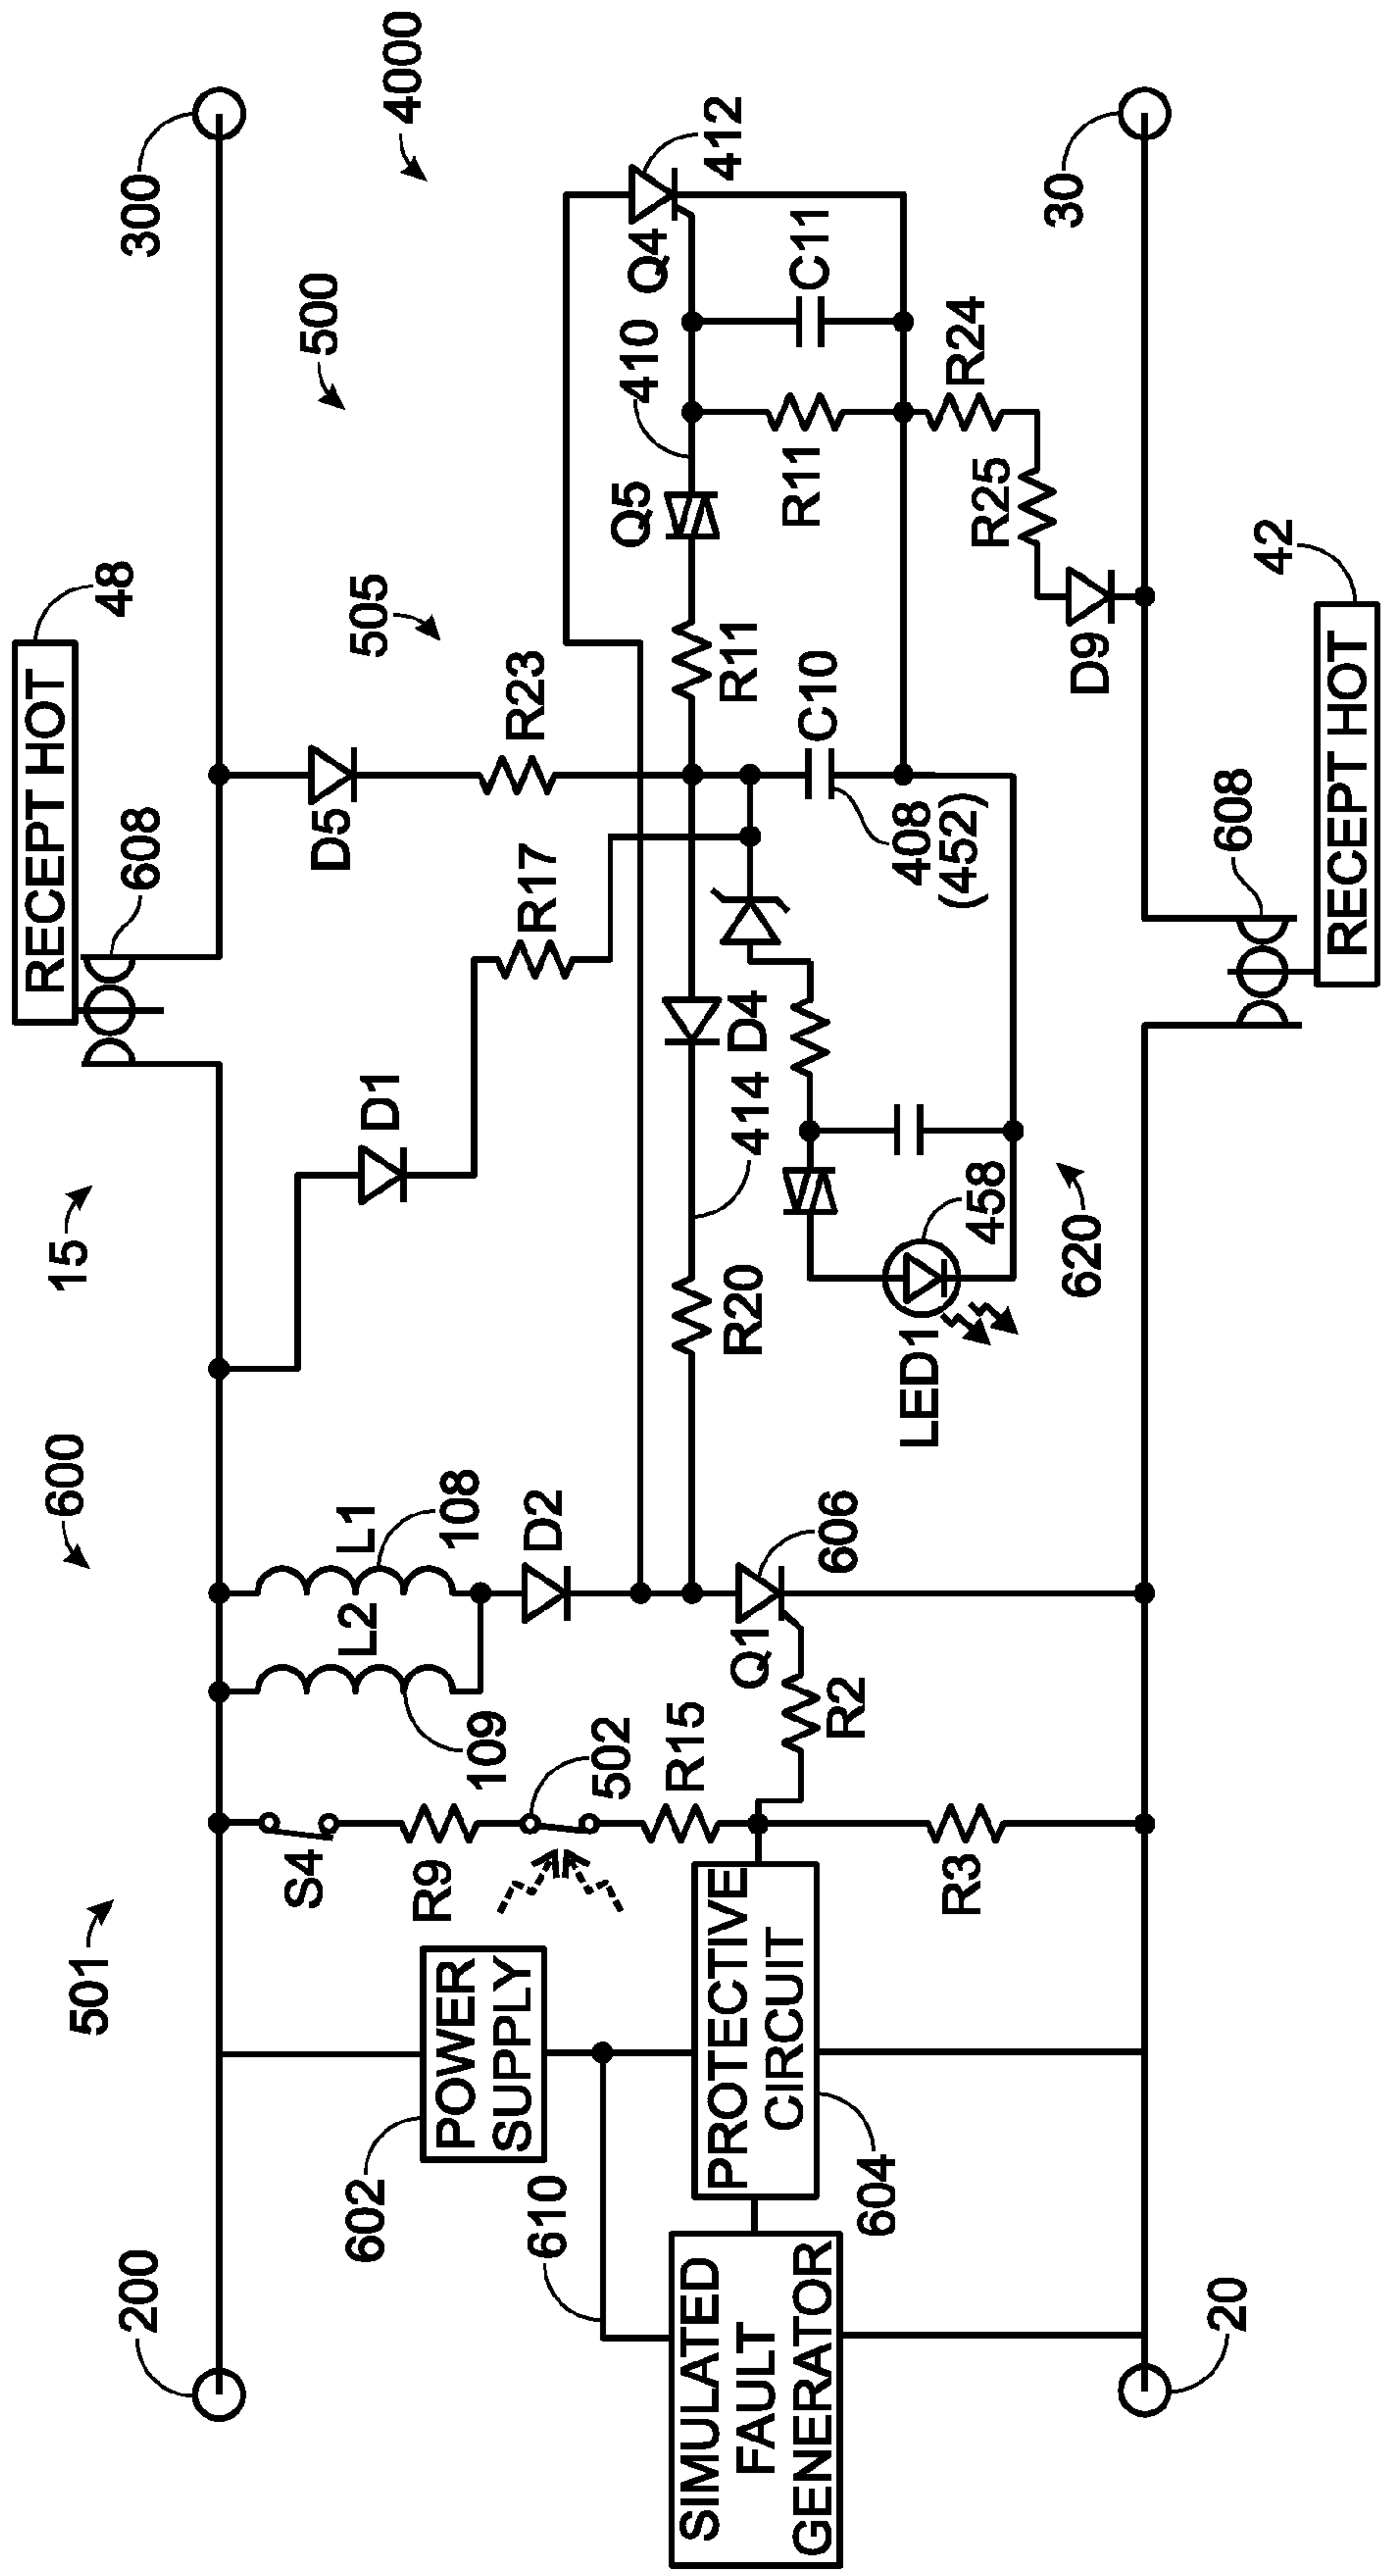 RECEPT HOT
48
15
600
501
608
300
500
4000
505
200
602
POWER
SUPPLY
S4
R9
109
L2
L1
108
502
D2
D1
D5
R17
R23
Q5
410
Q4
412
610
SIMULATED
FAULT
GENERATOR
PROTECTIVE
CIRCUIT
604
R15
R3
R2
Q1
606
R20
414
D4
R11
R11
C11
LED1
458
620
408
(452)
C10
R25
R24
D9
20
30
608
42
RECEPT HOT